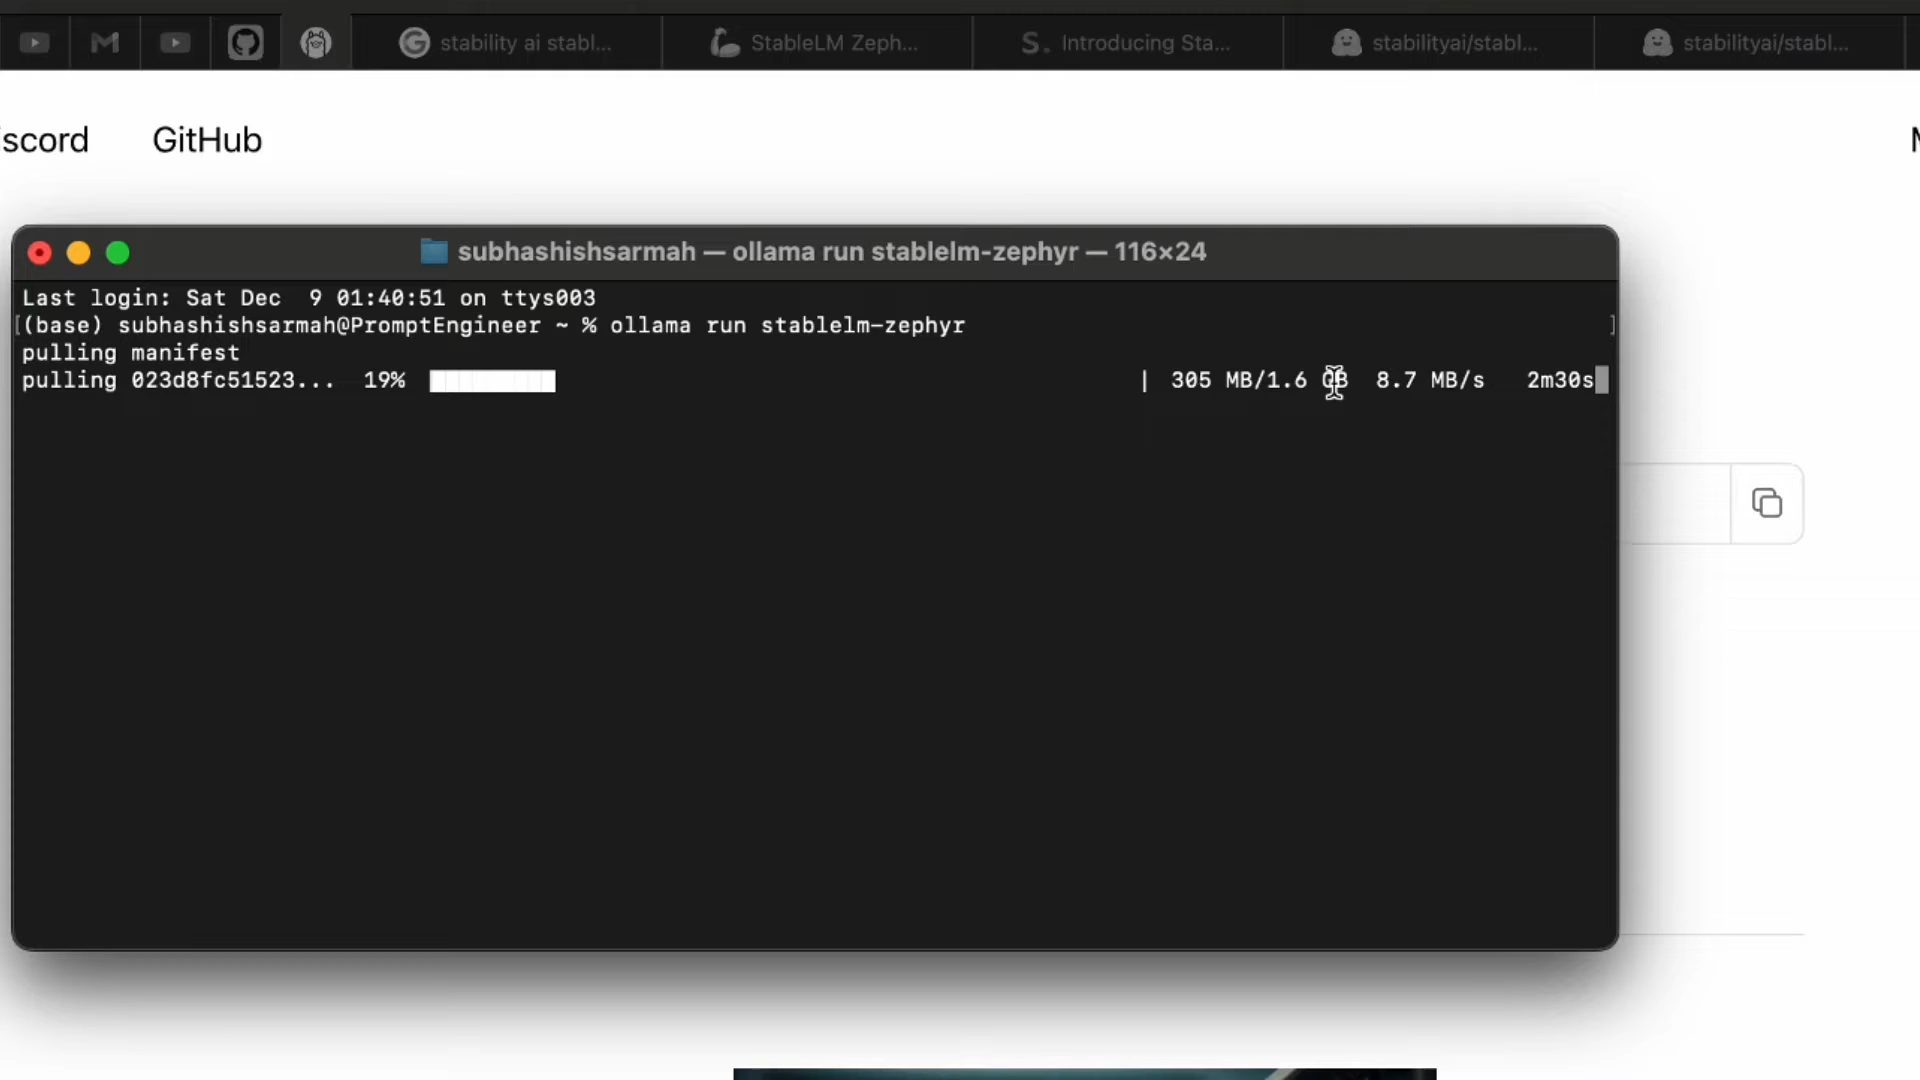 stability ai stabl...
StableLM Zeph...
S. Introducing Sta...
stabilityai/stabl...
stabilityai/stabl...
iscord GitHub
subhashishsarmah — ollama run stablelm-zephyr — 116×24
Last login: Sat Dec  9 01:40:51 on ttys003
[(base) subhashishsarmah@PromptEngineer ~ % ollama run stablelm-zephyr ]
pulling manifest
pulling 023d8fc51523... 19% | 305 MB/1.6 GB 8.7 MB/s 2m30s